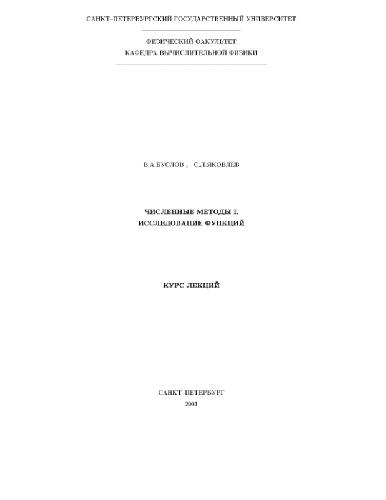 САНКТ–ПЕТЕРБУРГСКИЙ ГОСУДАРСТВЕННЫЙ УНИВЕРСИТЕТ
ФИЗИЧЕСКИЙ ФАКУЛЬТЕТ
КАФЕДРА ВЫЧИСЛИТЕЛЬНОЙ ФИЗИКИ
В.А.БУСЛОВ , С.Л.ЯКОВЛЕВ
ЧИСЛЕННЫЕ МЕТОДЫ I.
ИССЛЕДОВАНИЕ ФУНКЦИЙ
КУРС ЛЕКЦИЙ
САНКТ–ПЕТЕРБУРГ